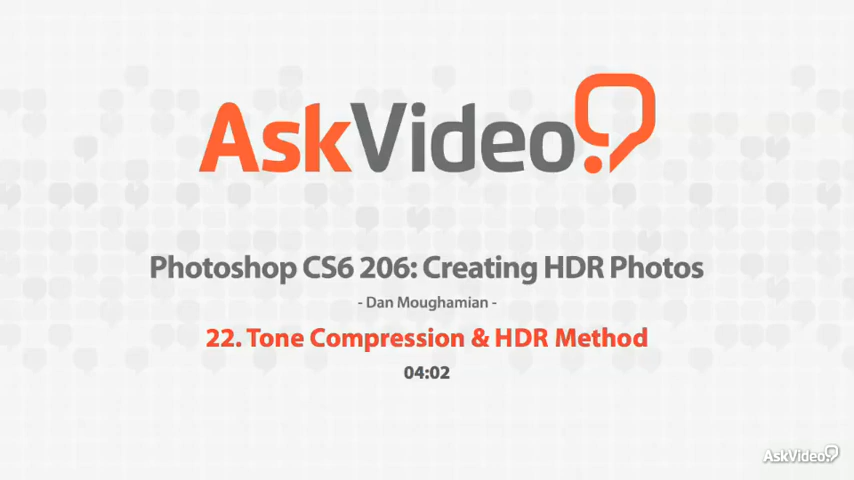 AskVideo
Photoshop CS6 206: Creating HDR Photos
- Dan Moughamian -
22. Tone Compression & HDR Method
04:02
AskVideo